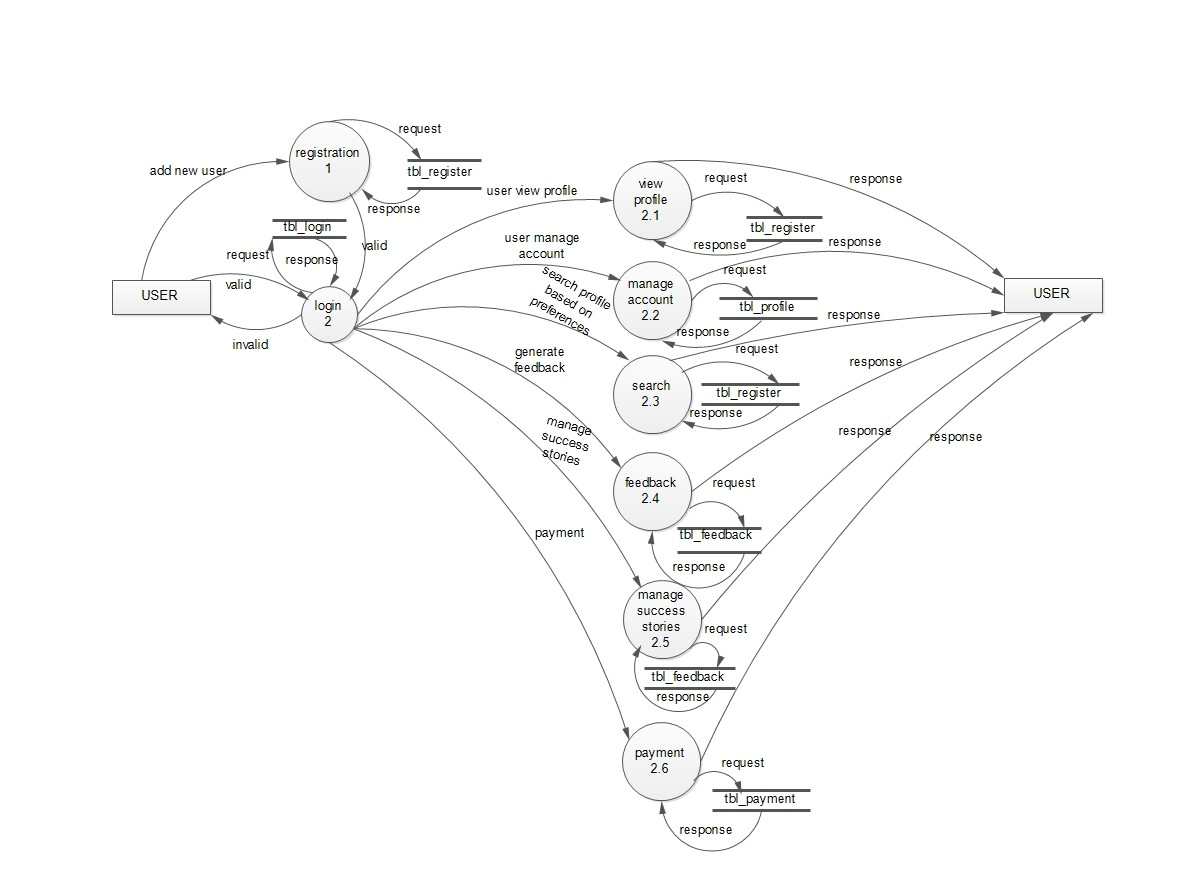 request
registration
1
tbl_register
add new user
response
tbl_login
valid
request
response
USER
valid
login
2
invalid
user view profile
view
profile
2.1
request
tbl_register
response
response
user manage
account
manage
account
2.2
request
tbl_profile
response
response
search profile
based on
preferences
search
2.3
request
tbl_register
response
response
USER
generate
feedback
feedback
2.4
request
tbl_feedback
response
response
manage
success
stories
manage
success
stories
2.5
request
tbl_feedback
response
response
payment
payment
2.6
request
tbl_payment
response
response